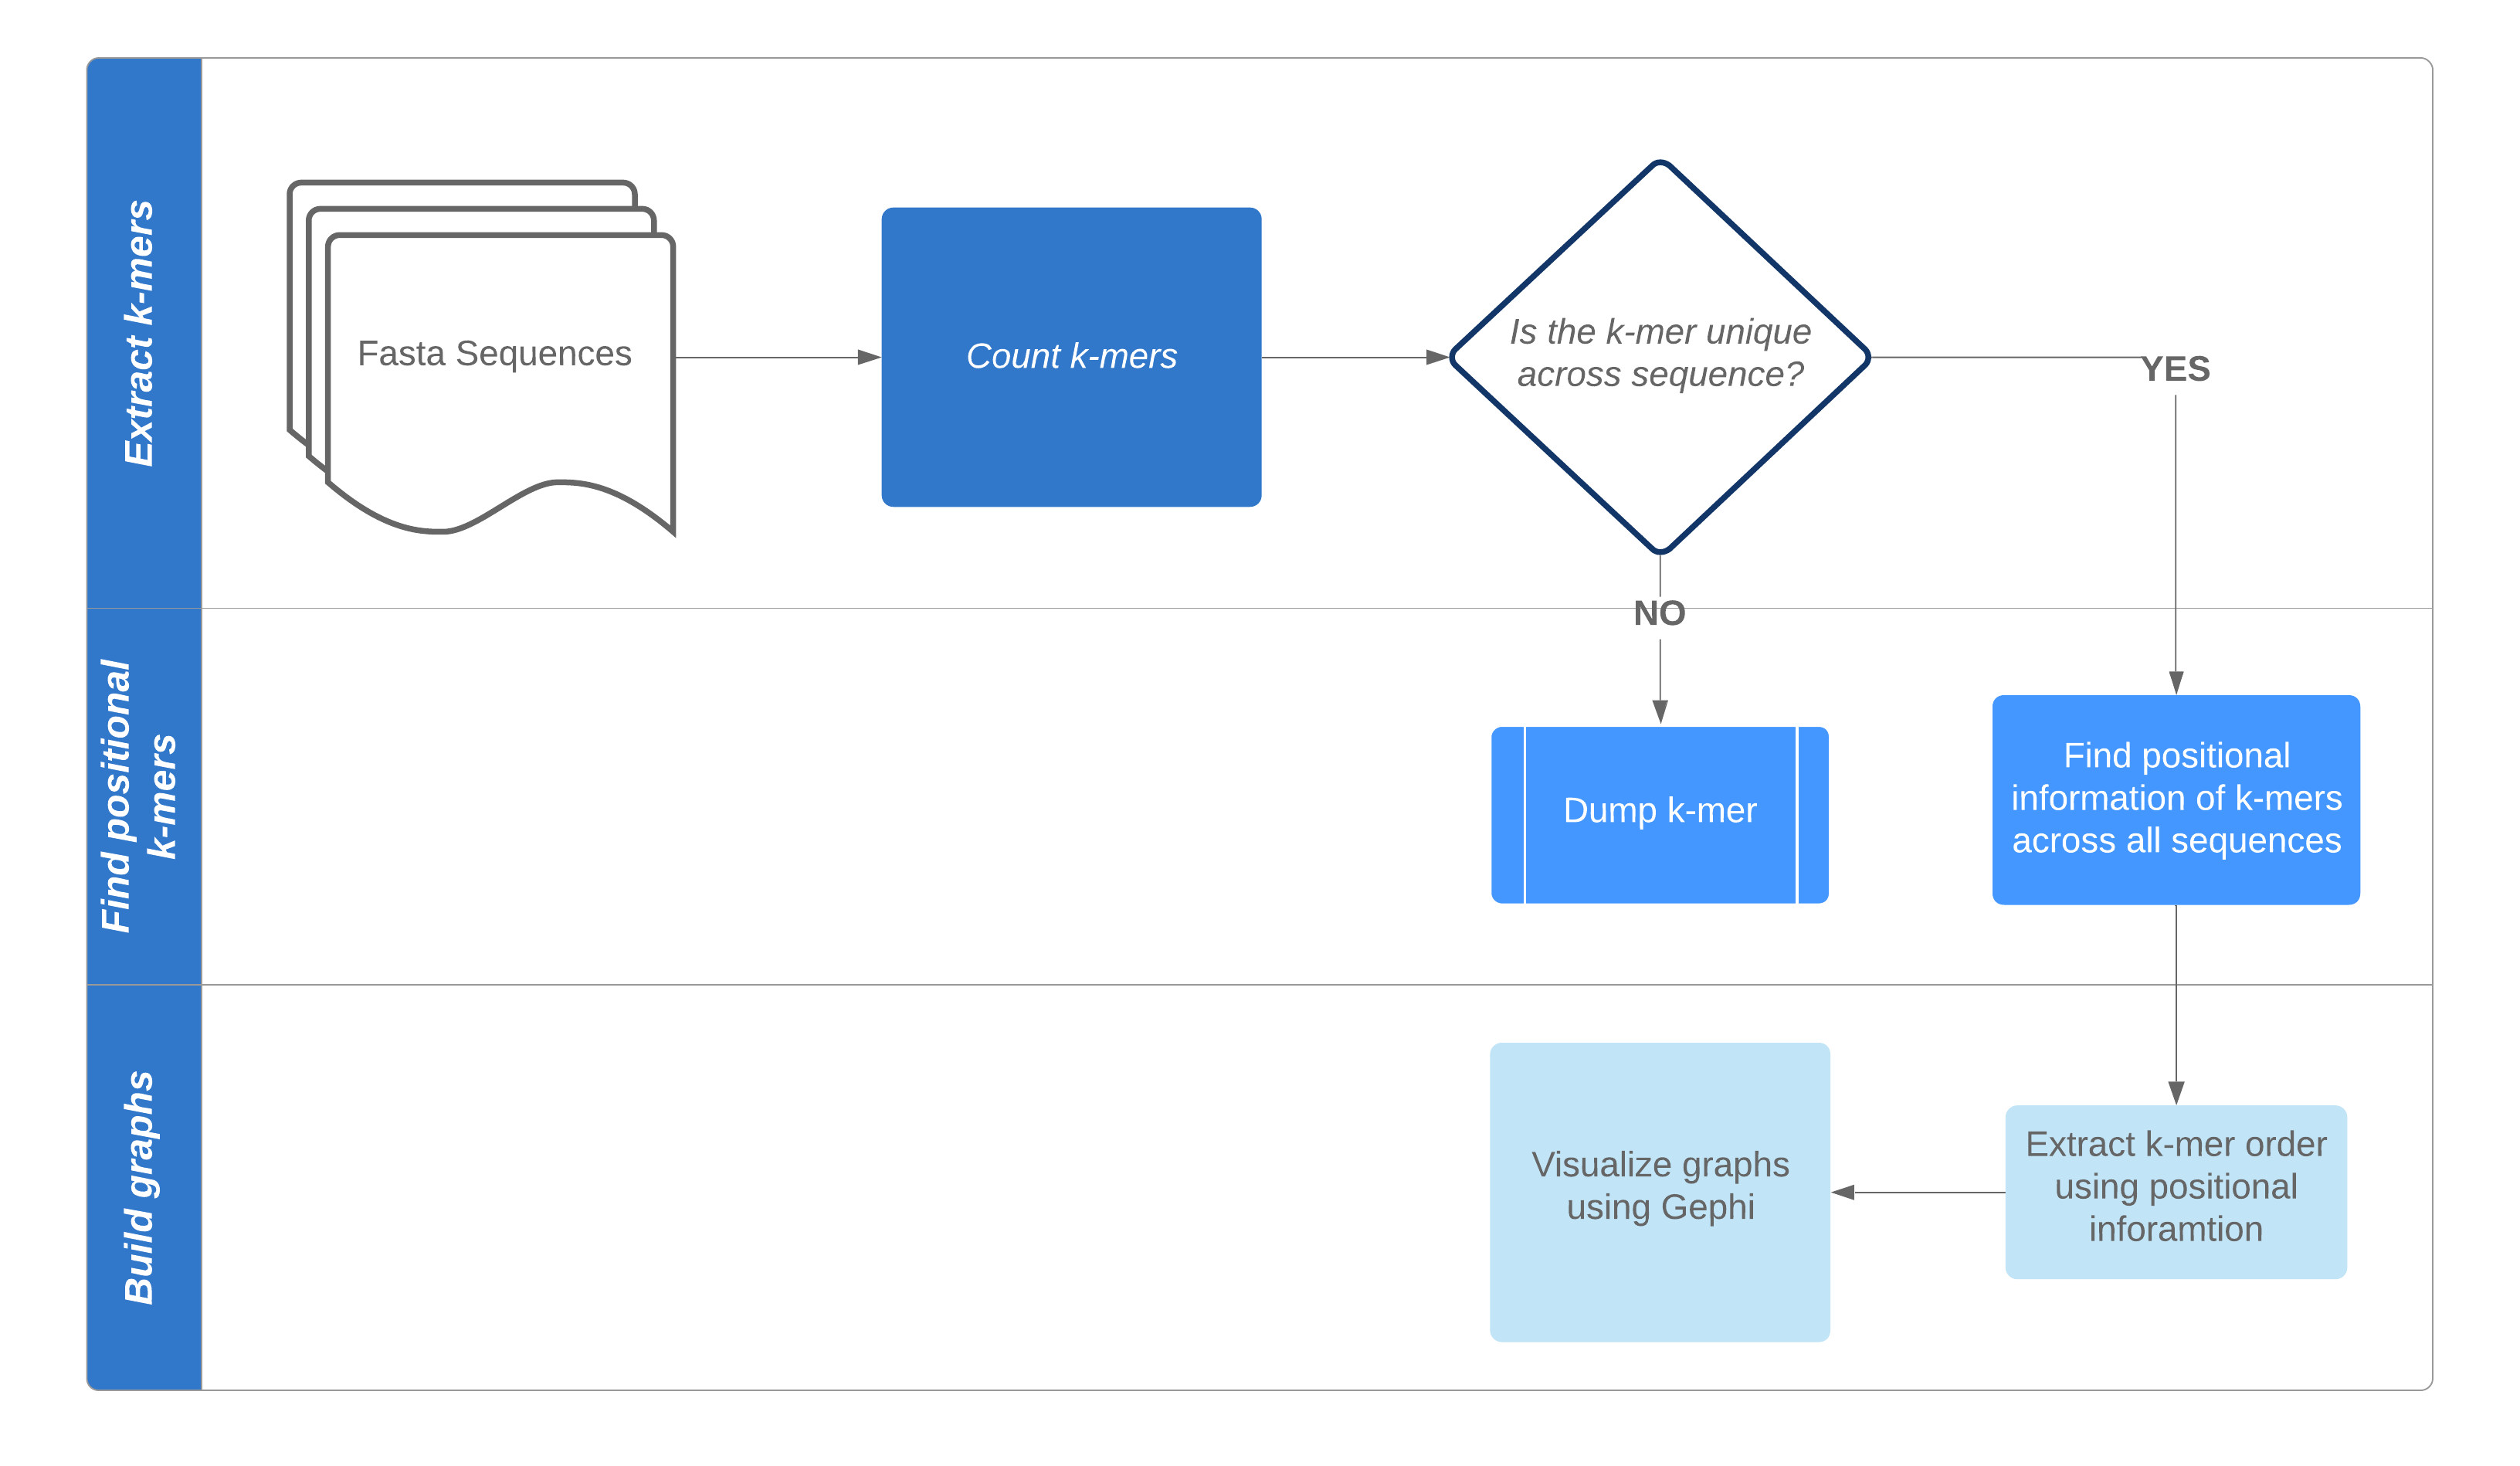 Extract k-mers
Fasta Sequences
Count k-mers
Is the k-mer unique
across sequence?
YES
NO
Find positional
k-mers
Dump k-mer
Find positional
information of k-mers
across all sequences
Build graphs
Visualize graphs
using Gephi
Extract k-mer order
using positional
inforamtion